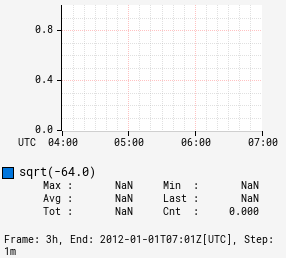 0.8
0.4
0.0
UTC 04:00 05:00 06:00 07:00
sqrt(-64.0)
Max : NaN Min : NaN
Avg : NaN Last : NaN
Tot : NaN Cnt : 0.000
Frame: 3h, End: 2012-01-01T07:01Z[UTC], Step:
1m